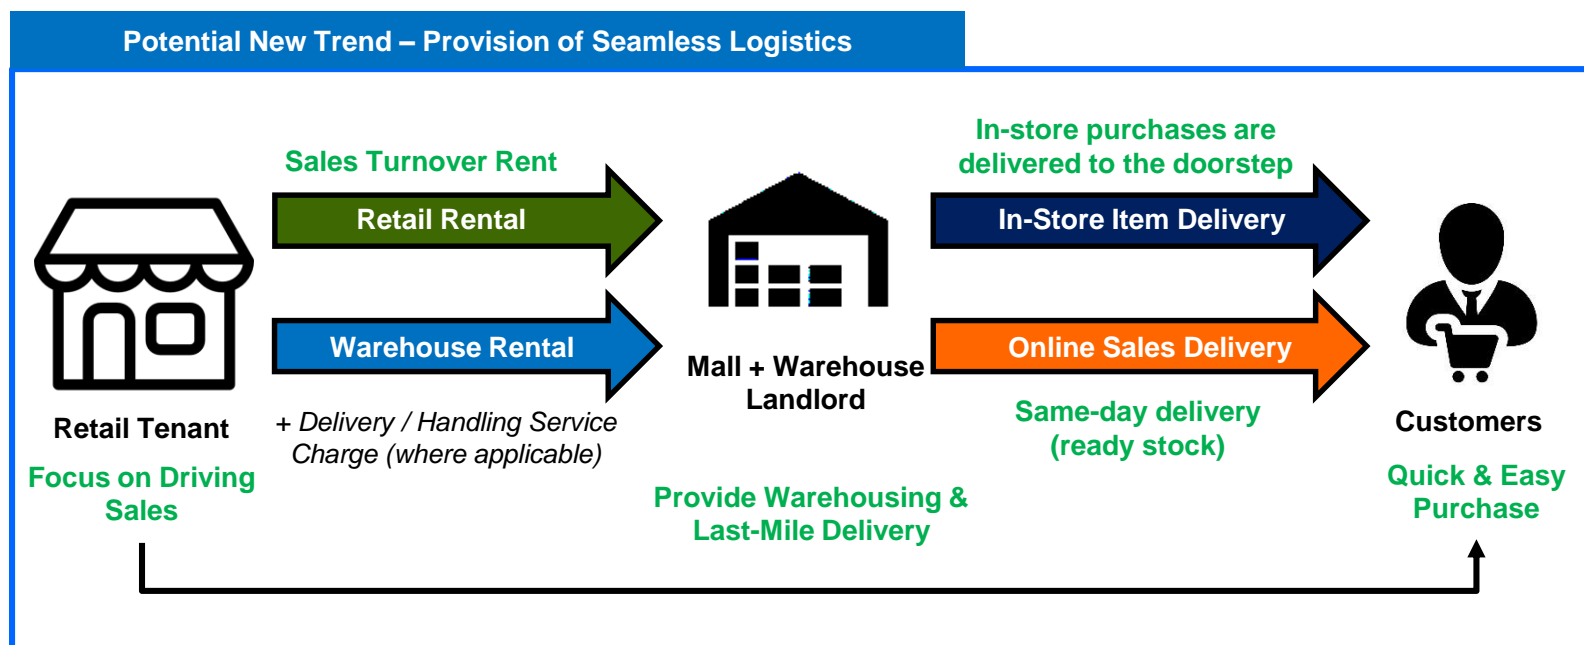 Potential New Trend – Provision of Seamless Logistics
Sales Turnover Rent
Retail Rental
Warehouse Rental
+ Delivery / Handling Service
Charge (where applicable)
Retail Tenant
Focus on Driving
Sales
Mall + Warehouse
Landlord
Provide Warehousing &
Last-Mile Delivery
In-store purchases are
delivered to the doorstep
In-Store Item Delivery
Online Sales Delivery
Same-day delivery
(ready stock)
Customers
Quick & Easy
Purchase